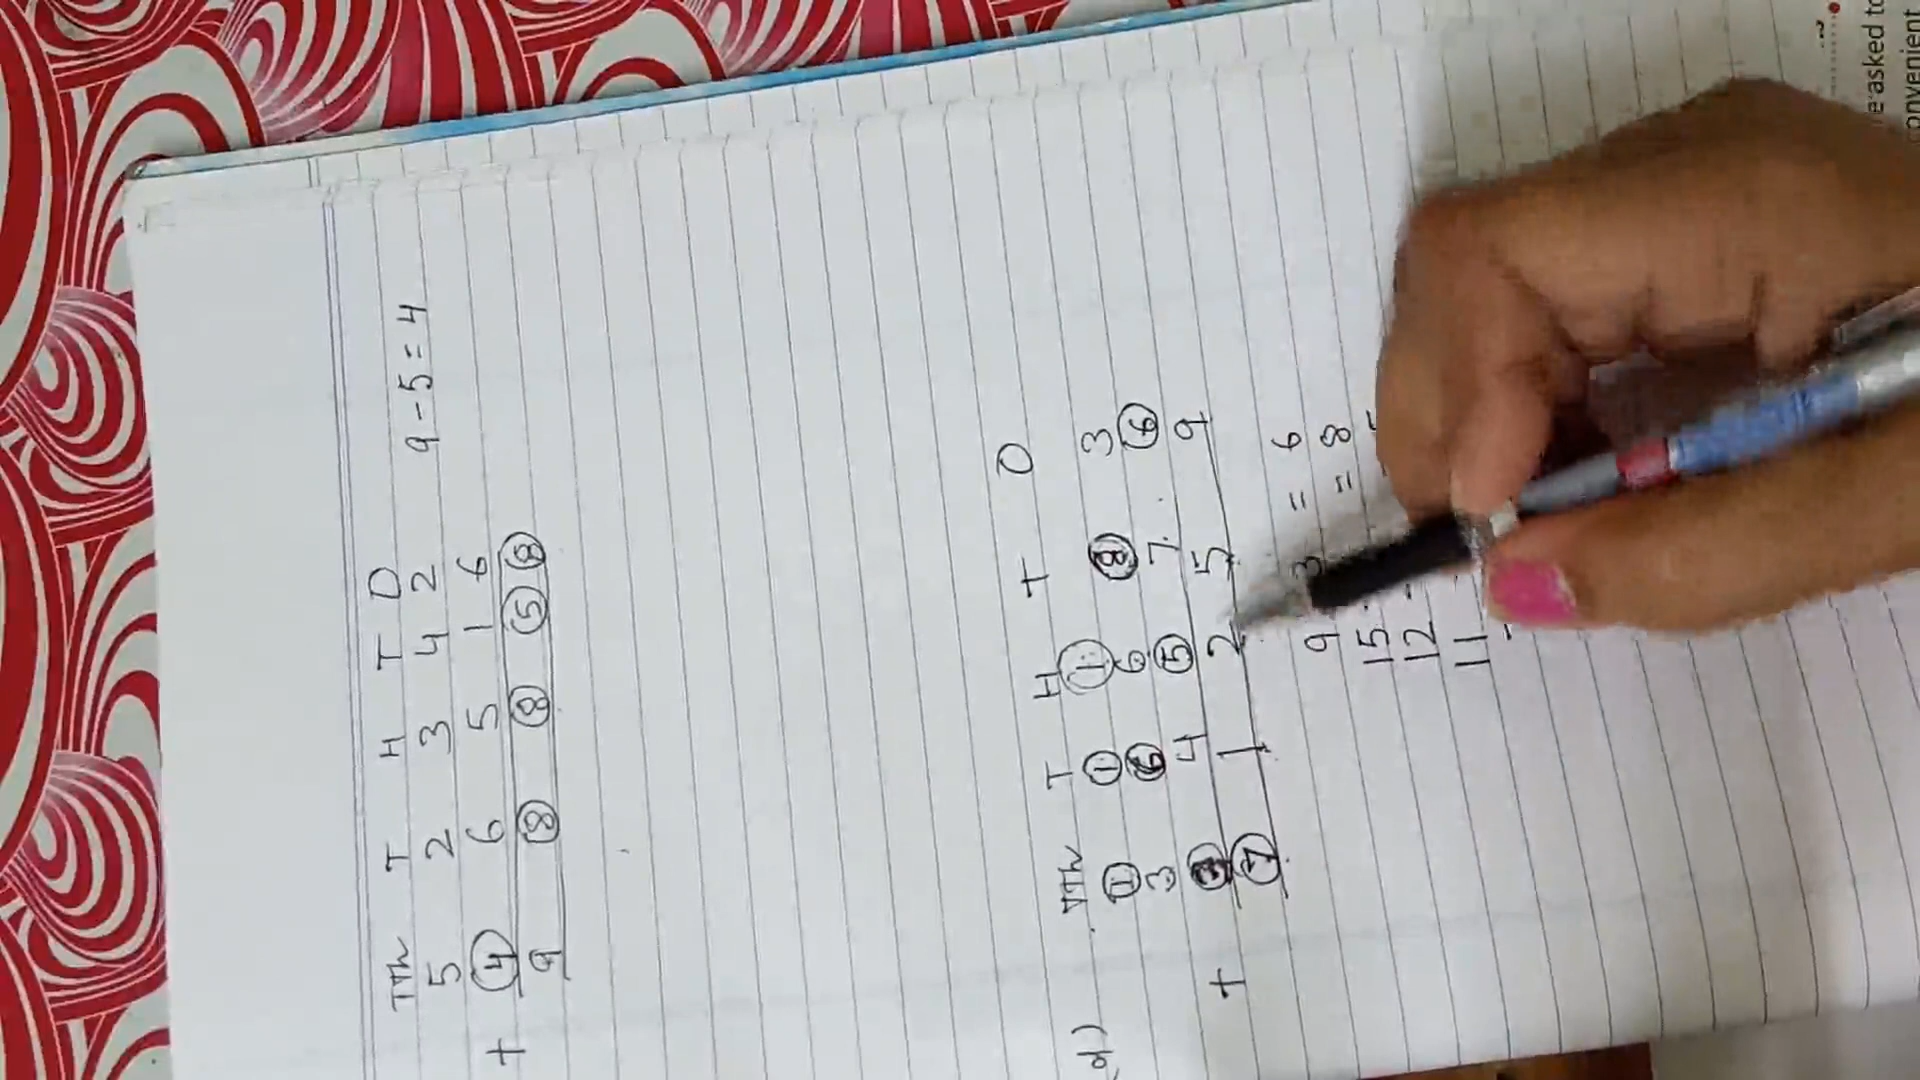 TTh T H T O
5 2 3 4 2 9 - 5 = 4
+ 4 6 5 1 6
9 8 8 5 8
d) TTh T H T O
1 1 1
3 6 6 8 3
+ 3 4 5 7 6
7 1 2 5 9
9 3 = 6
15 - = 8
12 -
11
asked to
onvenient